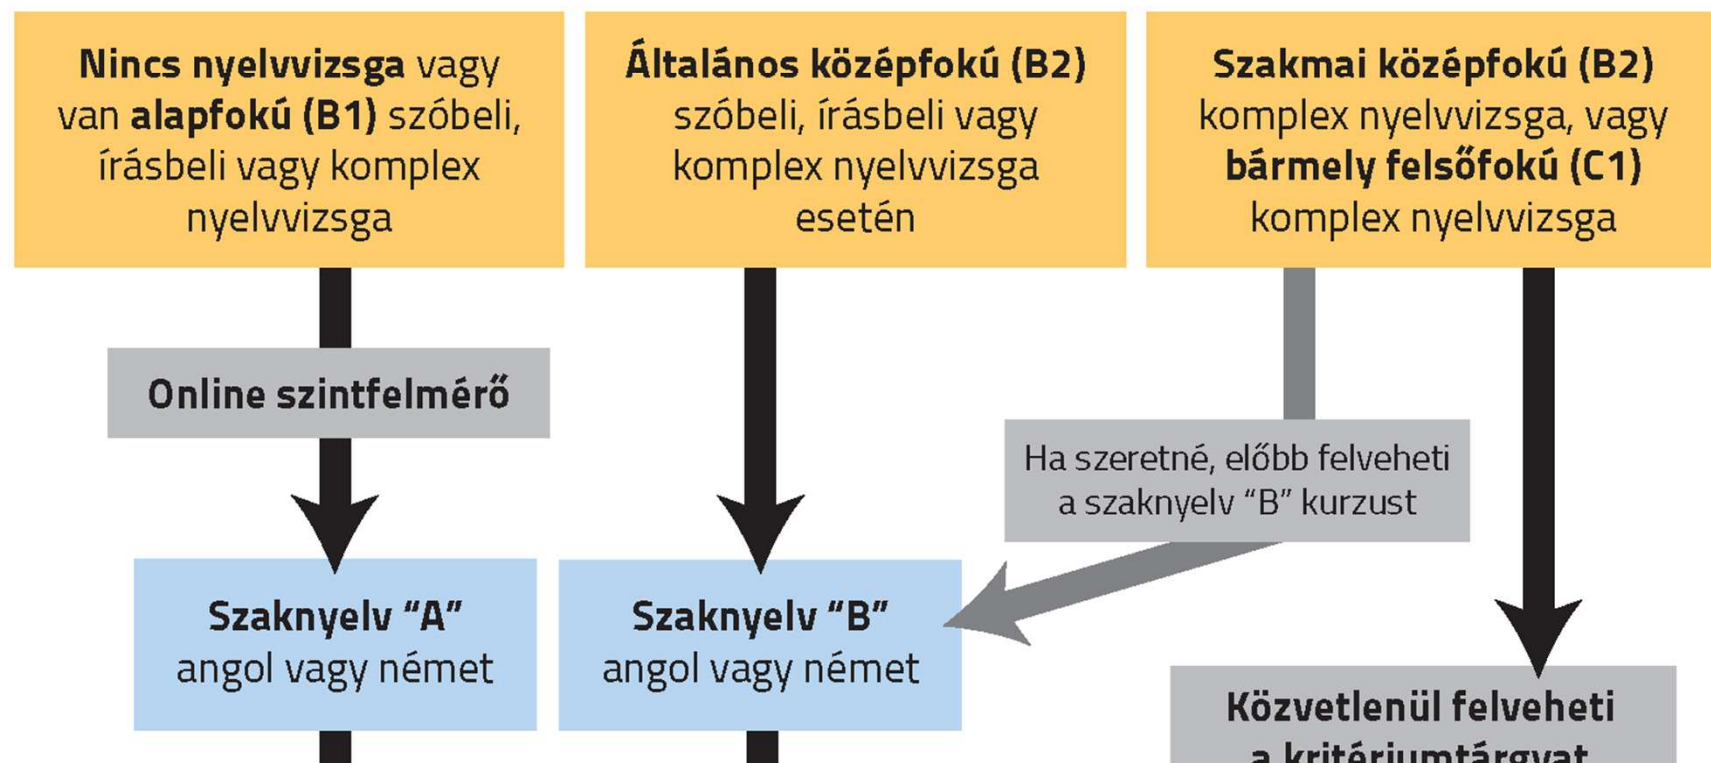 Nincs nyelvvizsga vagy
van alapfokú (B1) szóbeli,
írásbeli vagy komplex
nyelvvizsga
Általános középfokú (B2)
szóbeli, írásbeli vagy
komplex nyelvvizsga
esetén
Szakmai középfokú (B2)
komplex nyelvvizsga, vagy
bármely felsőfokú (C1)
komplex nyelvvizsga
Online szintfelmérő
Ha szeretné, előbb felveheti
a szaknyelv “B” kurzust
Szaknyelv “A”
angol vagy német
Szaknyelv “B”
angol vagy német
Közvetlenül felveheti
a kritériumtárgyat